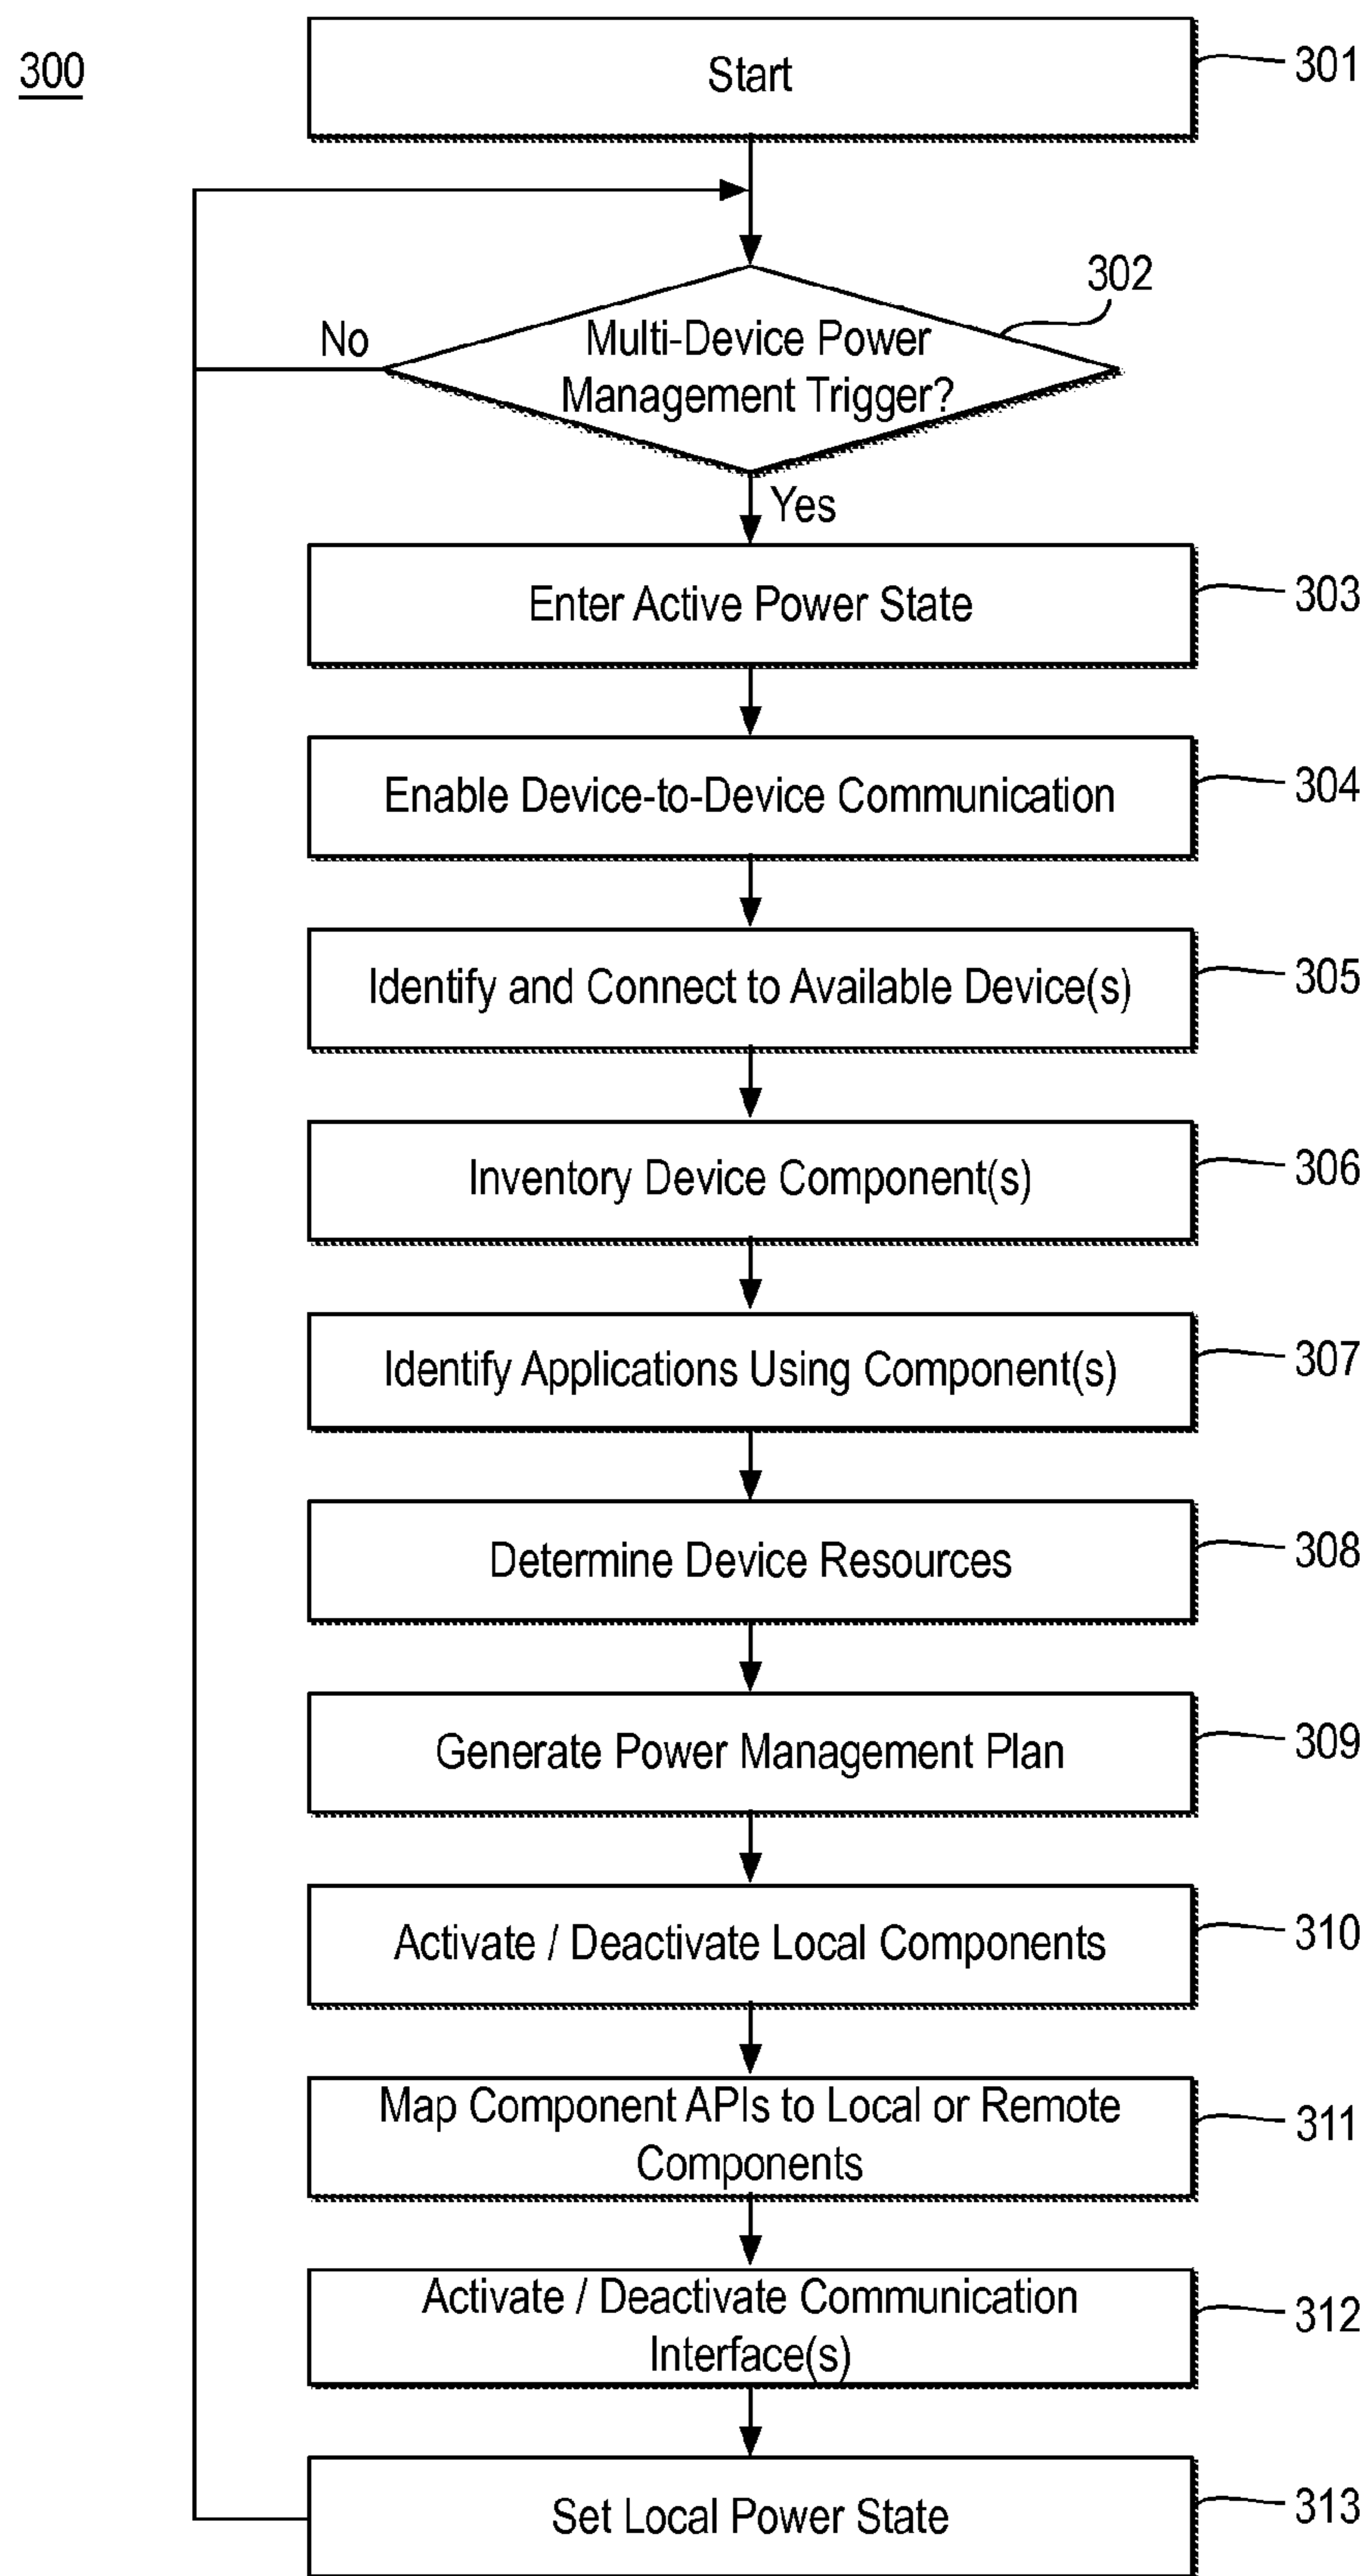 300
Start
301
302
No
Multi-Device Power
Management Trigger?
Yes
Enter Active Power State
303
Enable Device-to-Device Communication
304
Identify and Connect to Available Device(s)
305
Inventory Device Component(s)
306
Identify Applications Using Component(s)
307
Determine Device Resources
308
Generate Power Management Plan
309
Activate / Deactivate Local Components
310
Map Component APIs to Local or Remote
Components
311
Activate / Deactivate Communication
Interface(s)
312
Set Local Power State
313